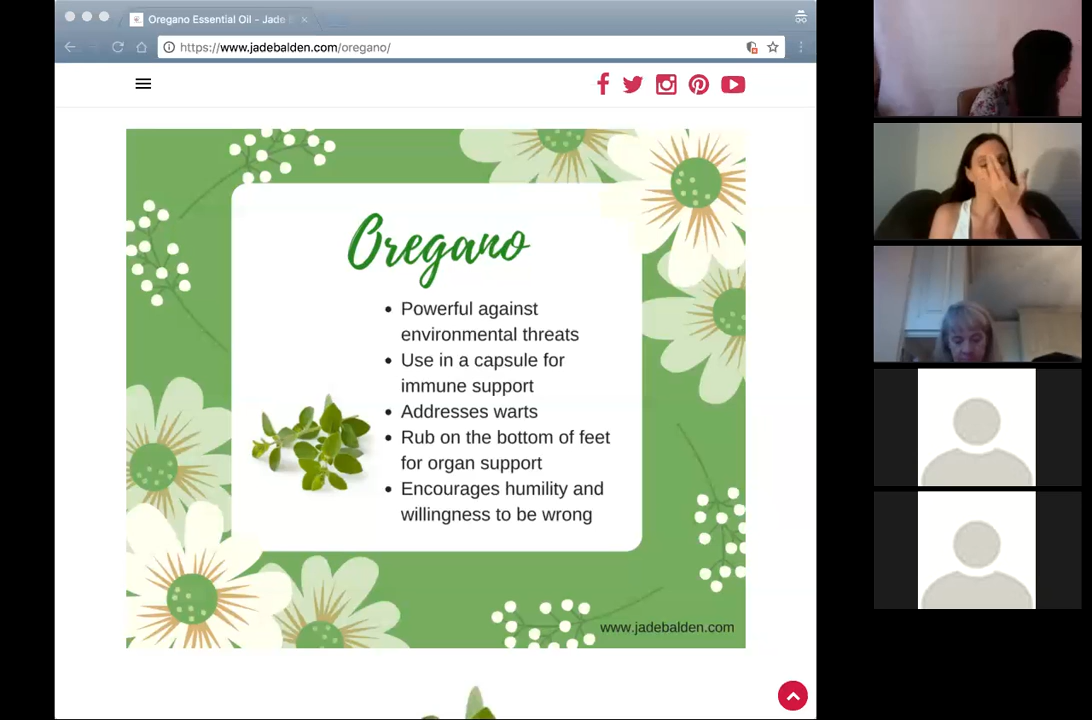 Oregano Essential Oil - Jade
https://www.jadebalden.com/oregano/
Oregano
• Powerful against
environmental threats
• Use in a capsule for
immune support
• Addresses warts
• Rub on the bottom of feet
for organ support
• Encourages humility and
willingness to be wrong
www.jadebalden.com